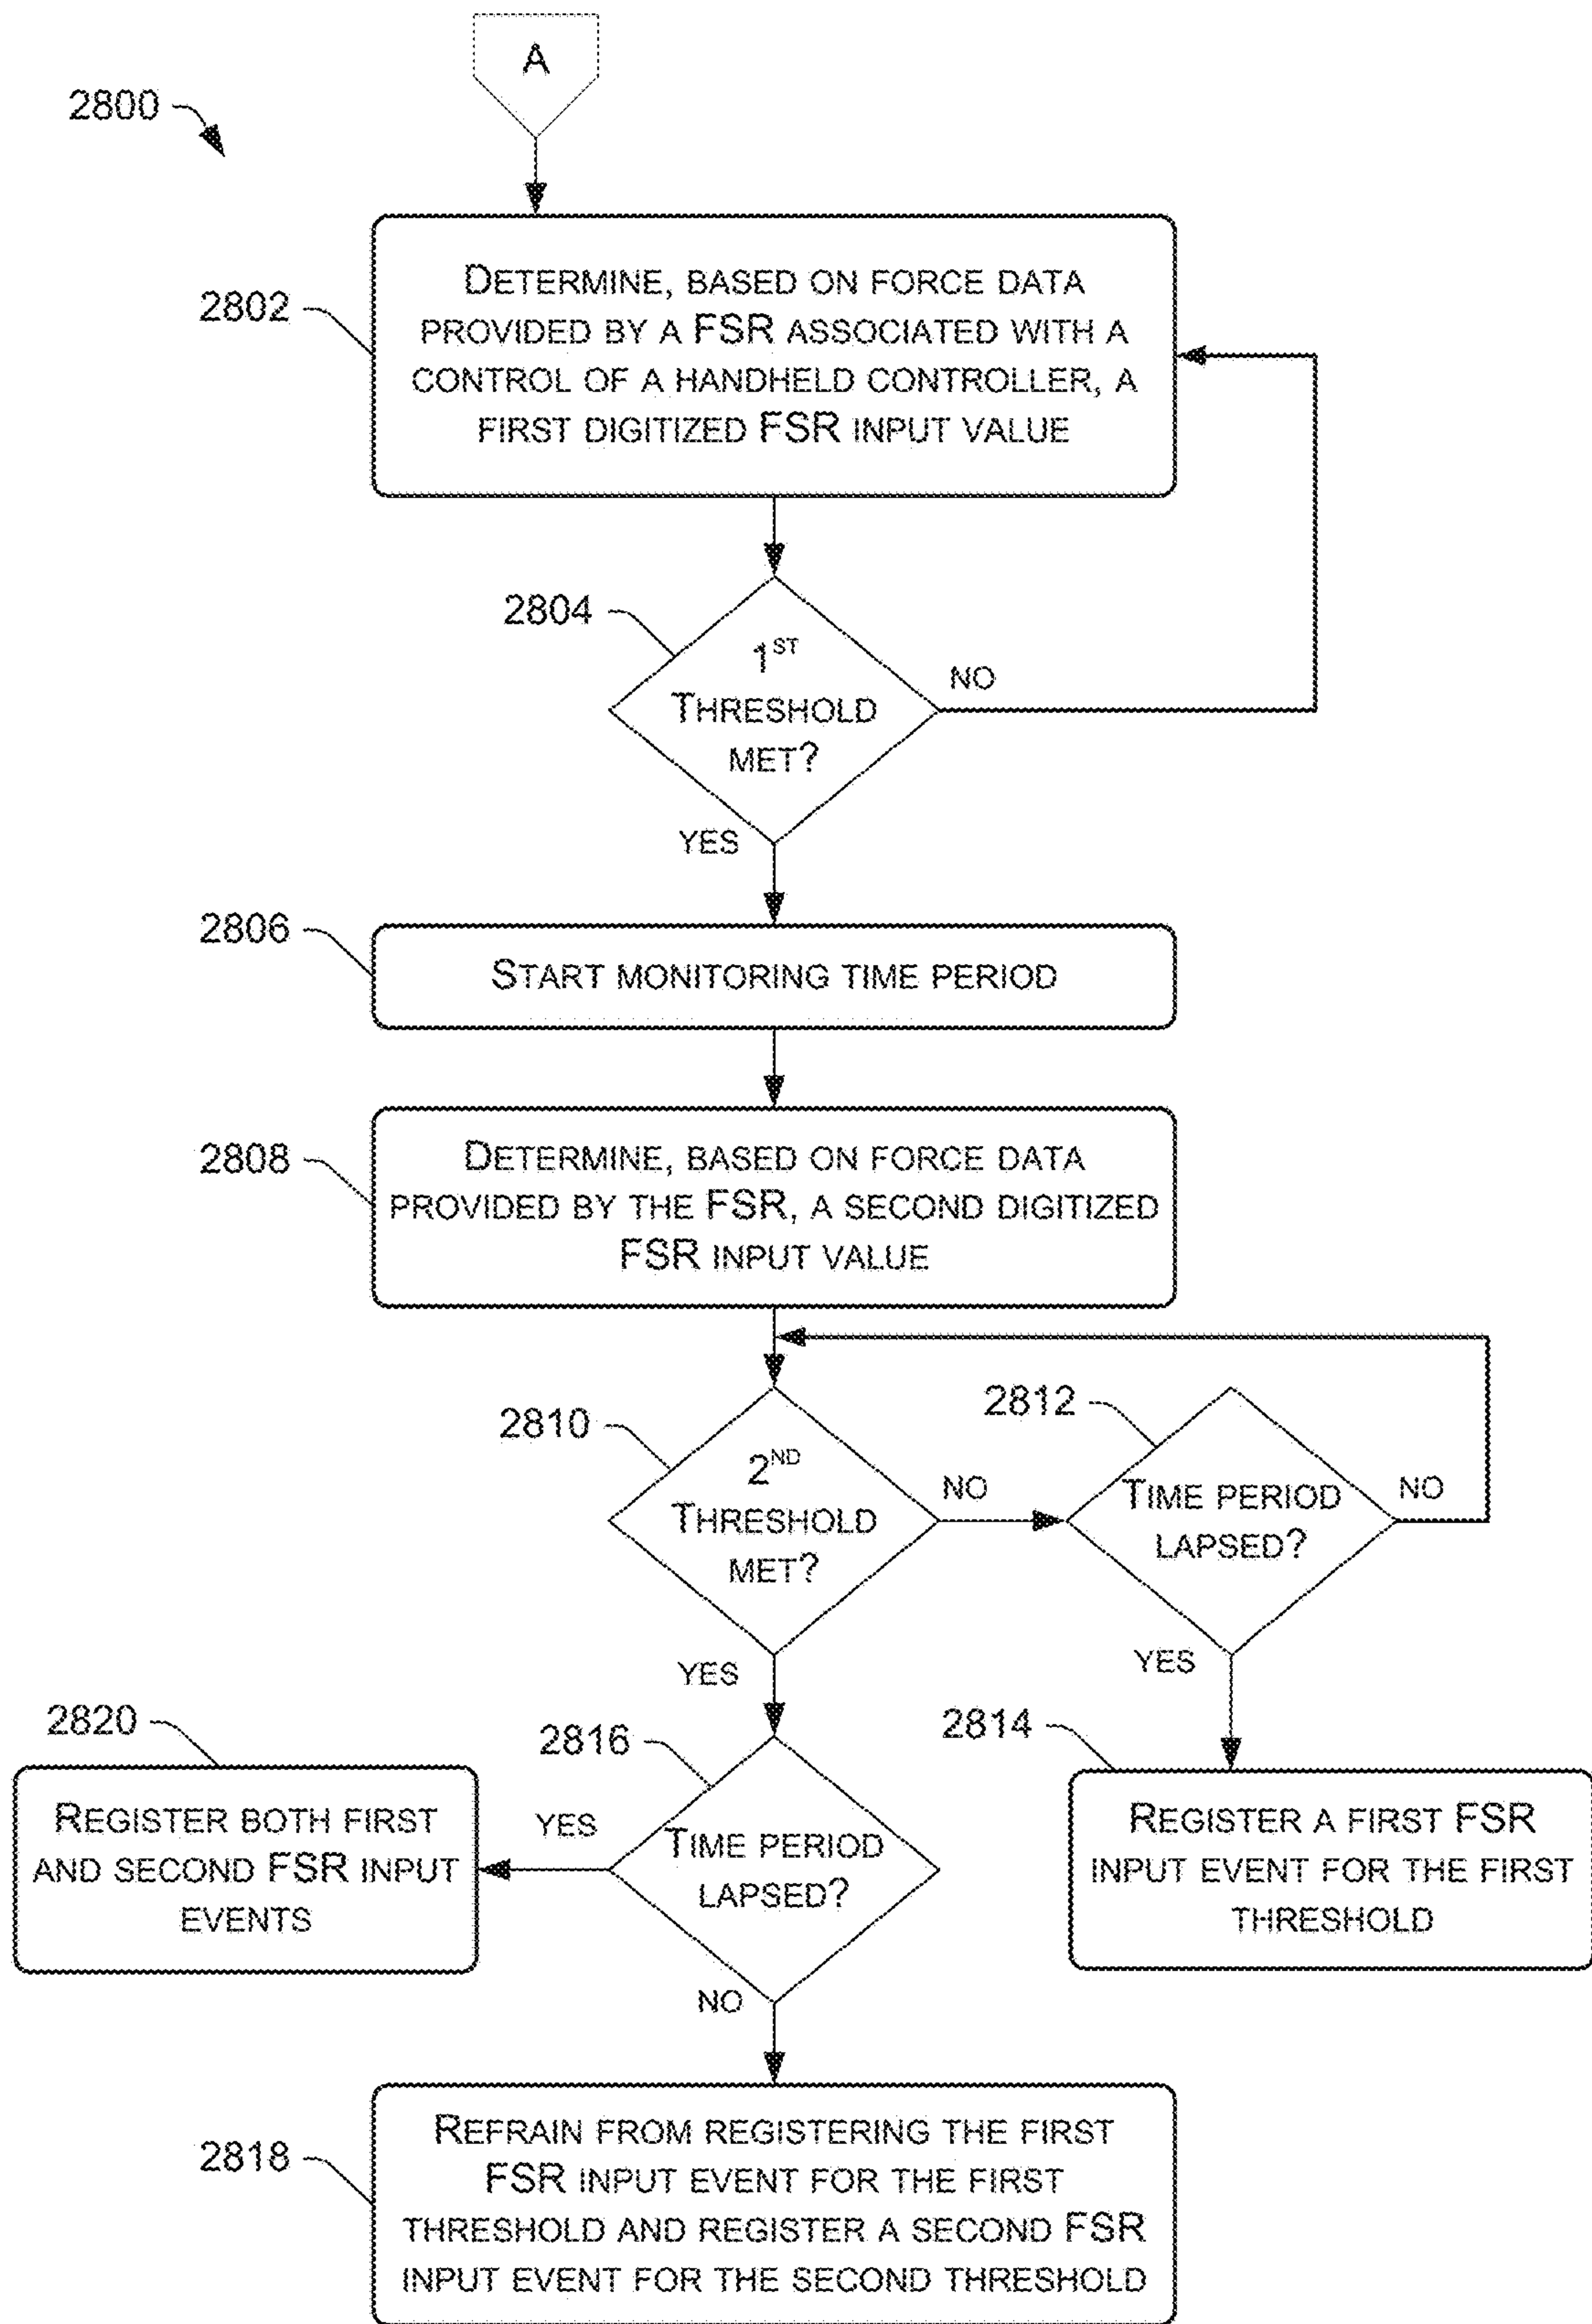 A
2800
2802
DETERMINE, BASED ON FORCE DATA
PROVIDED BY A FSR ASSOCIATED WITH A
CONTROL OF A HANDHELD CONTROLLER, A
FIRST DIGITIZED FSR INPUT VALUE
2804
1ST
THRESHOLD
MET?
NO
YES
2806
START MONITORING TIME PERIOD
2808
DETERMINE, BASED ON FORCE DATA
PROVIDED BY THE FSR, A SECOND DIGITIZED
FSR INPUT VALUE
2810
2ND
THRESHOLD
MET?
NO
YES
2812
TIME PERIOD
LAPSED?
NO
YES
2814
REGISTER A FIRST FSR
INPUT EVENT FOR THE FIRST
THRESHOLD
2816
TIME PERIOD
LAPSED?
YES
NO
2820
REGISTER BOTH FIRST
AND SECOND FSR INPUT
EVENTS
2818
REFRAIN FROM REGISTERING THE FIRST
FSR INPUT EVENT FOR THE FIRST
THRESHOLD AND REGISTER A SECOND FSR
INPUT EVENT FOR THE SECOND THRESHOLD